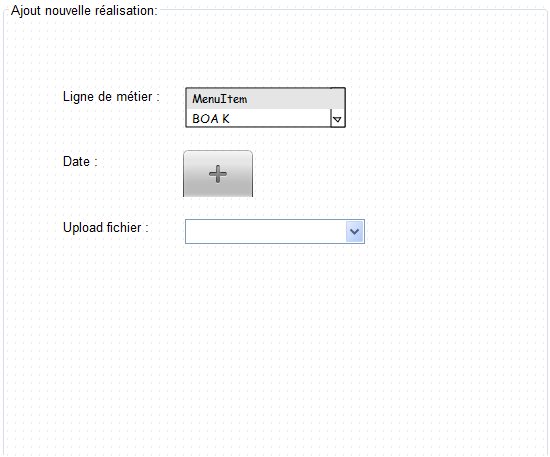 Ajout nouvelle réalisation:
Ligne de métier :
MenuItem
BOA K
Date :
Upload fichier :